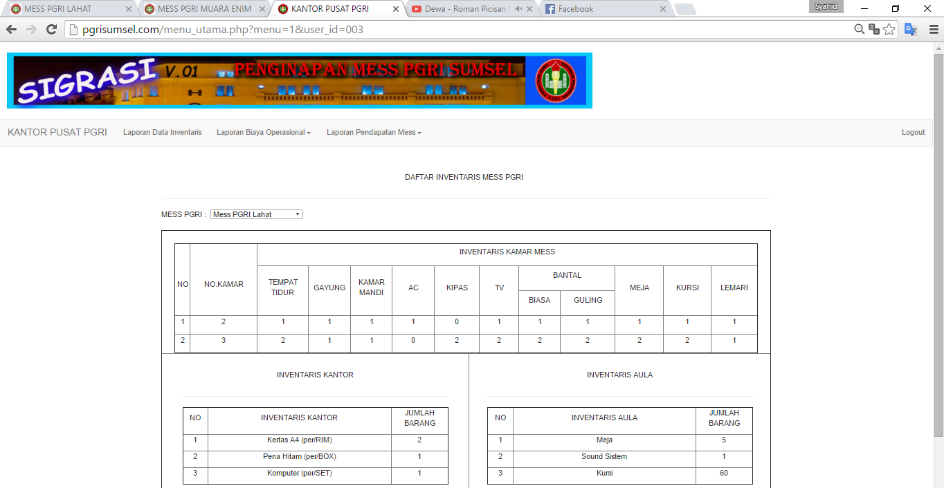 MESS PGRI LAHAT
MESS PGRI MUARA ENIM
KANTOR PUSAT PGRI
Dewa - Roman Picisan
Facebook
Syahid
pgrisumsel.com/menu_utama.php?menu=1&user_id=003
SIGRASI V.01 PENGINAPAN MESS PGRI SUMSEL
KANTOR PUSAT PGRI Laporan Data Inventaris Laporan Biaya Operasional Laporan Pendapatan Mess Logout
DAFTAR INVENTARIS MESS PGRI
MESS PGRI : Mess PGRI Lahat
INVENTARIS KAMAR MESS
NO NO.KAMAR TEMPAT TIDUR GAYUNG KAMAR MANDI AC KIPAS TV BANTAL MEJA KURSI LEMARI
BIASA GULING
1 2 1 1 1 1 0 1 1 1 1 1 1
2 3 2 1 1 0 2 2 2 2 2 2 1
INVENTARIS KANTOR
NO INVENTARIS KANTOR JUMLAH BARANG
1 Kertas A4 (per/RIM) 2
2 Pena Hitam (per/BOX) 1
3 Komputer (per/SET) 1
INVENTARIS AULA
NO INVENTARIS AULA JUMLAH BARANG
1 Meja 5
2 Sound Sistem 1
3 Kursi 60